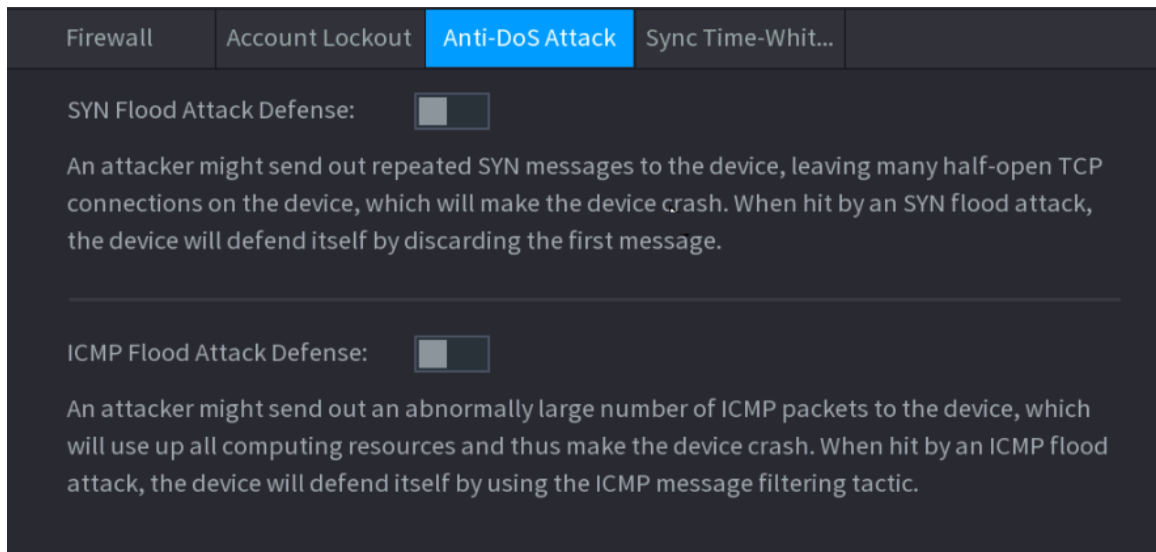 Firewall Account Lockout Anti-DoS Attack Sync Time-Whit...
SYN Flood Attack Defense:
An attacker might send out repeated SYN messages to the device, leaving many half-open TCP
connections on the device, which will make the device crash. When hit by an SYN flood attack,
the device will defend itself by discarding the first message.
ICMP Flood Attack Defense:
An attacker might send out an abnormally large number of ICMP packets to the device, which
will use up all computing resources and thus make the device crash. When hit by an ICMP flood
attack, the device will defend itself by using the ICMP message filtering tactic.